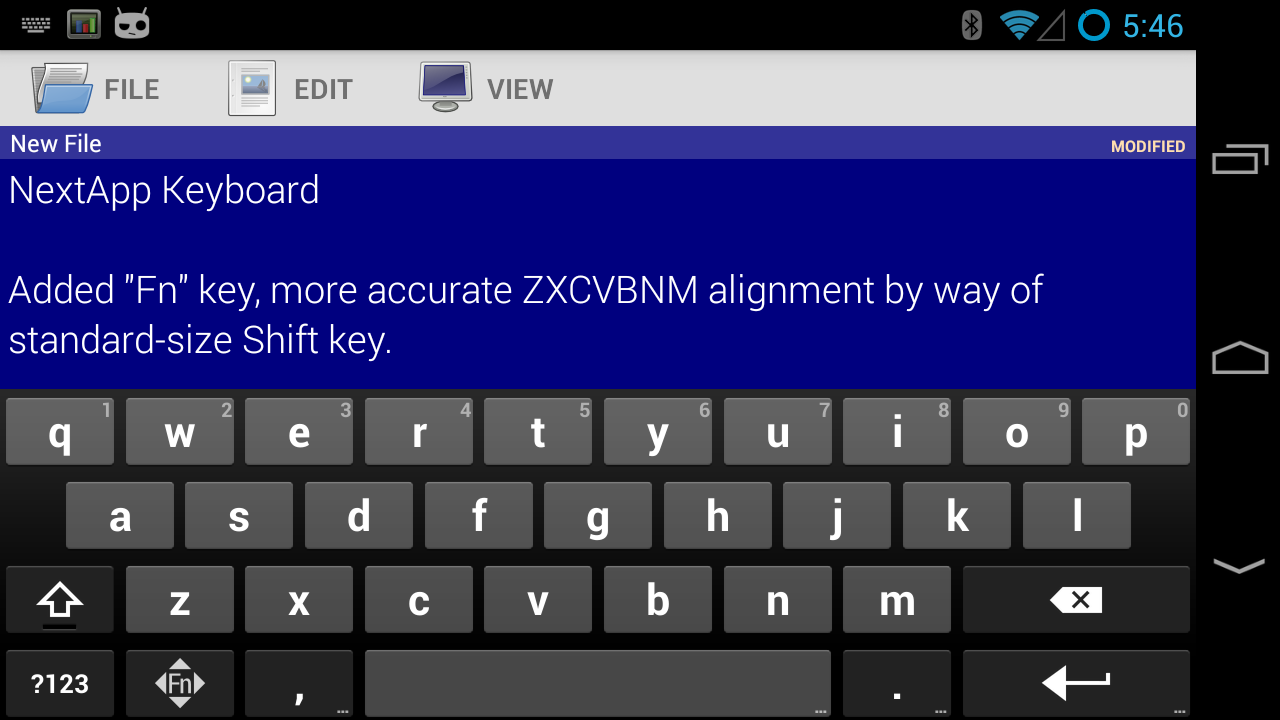 5:46
FILE EDIT VIEW
New File MODIFIED
NextApp Keyboard
Added "Fn" key, more accurate ZXCVBNM alignment by way of
standard-size Shift key.
q 1 w 2 e 3 r 4 t 5 y 6 u 7 i 8 o 9 p 0
a s d f g h j k l
z x c v b n m
?123 Fn , ... ... . ... ...